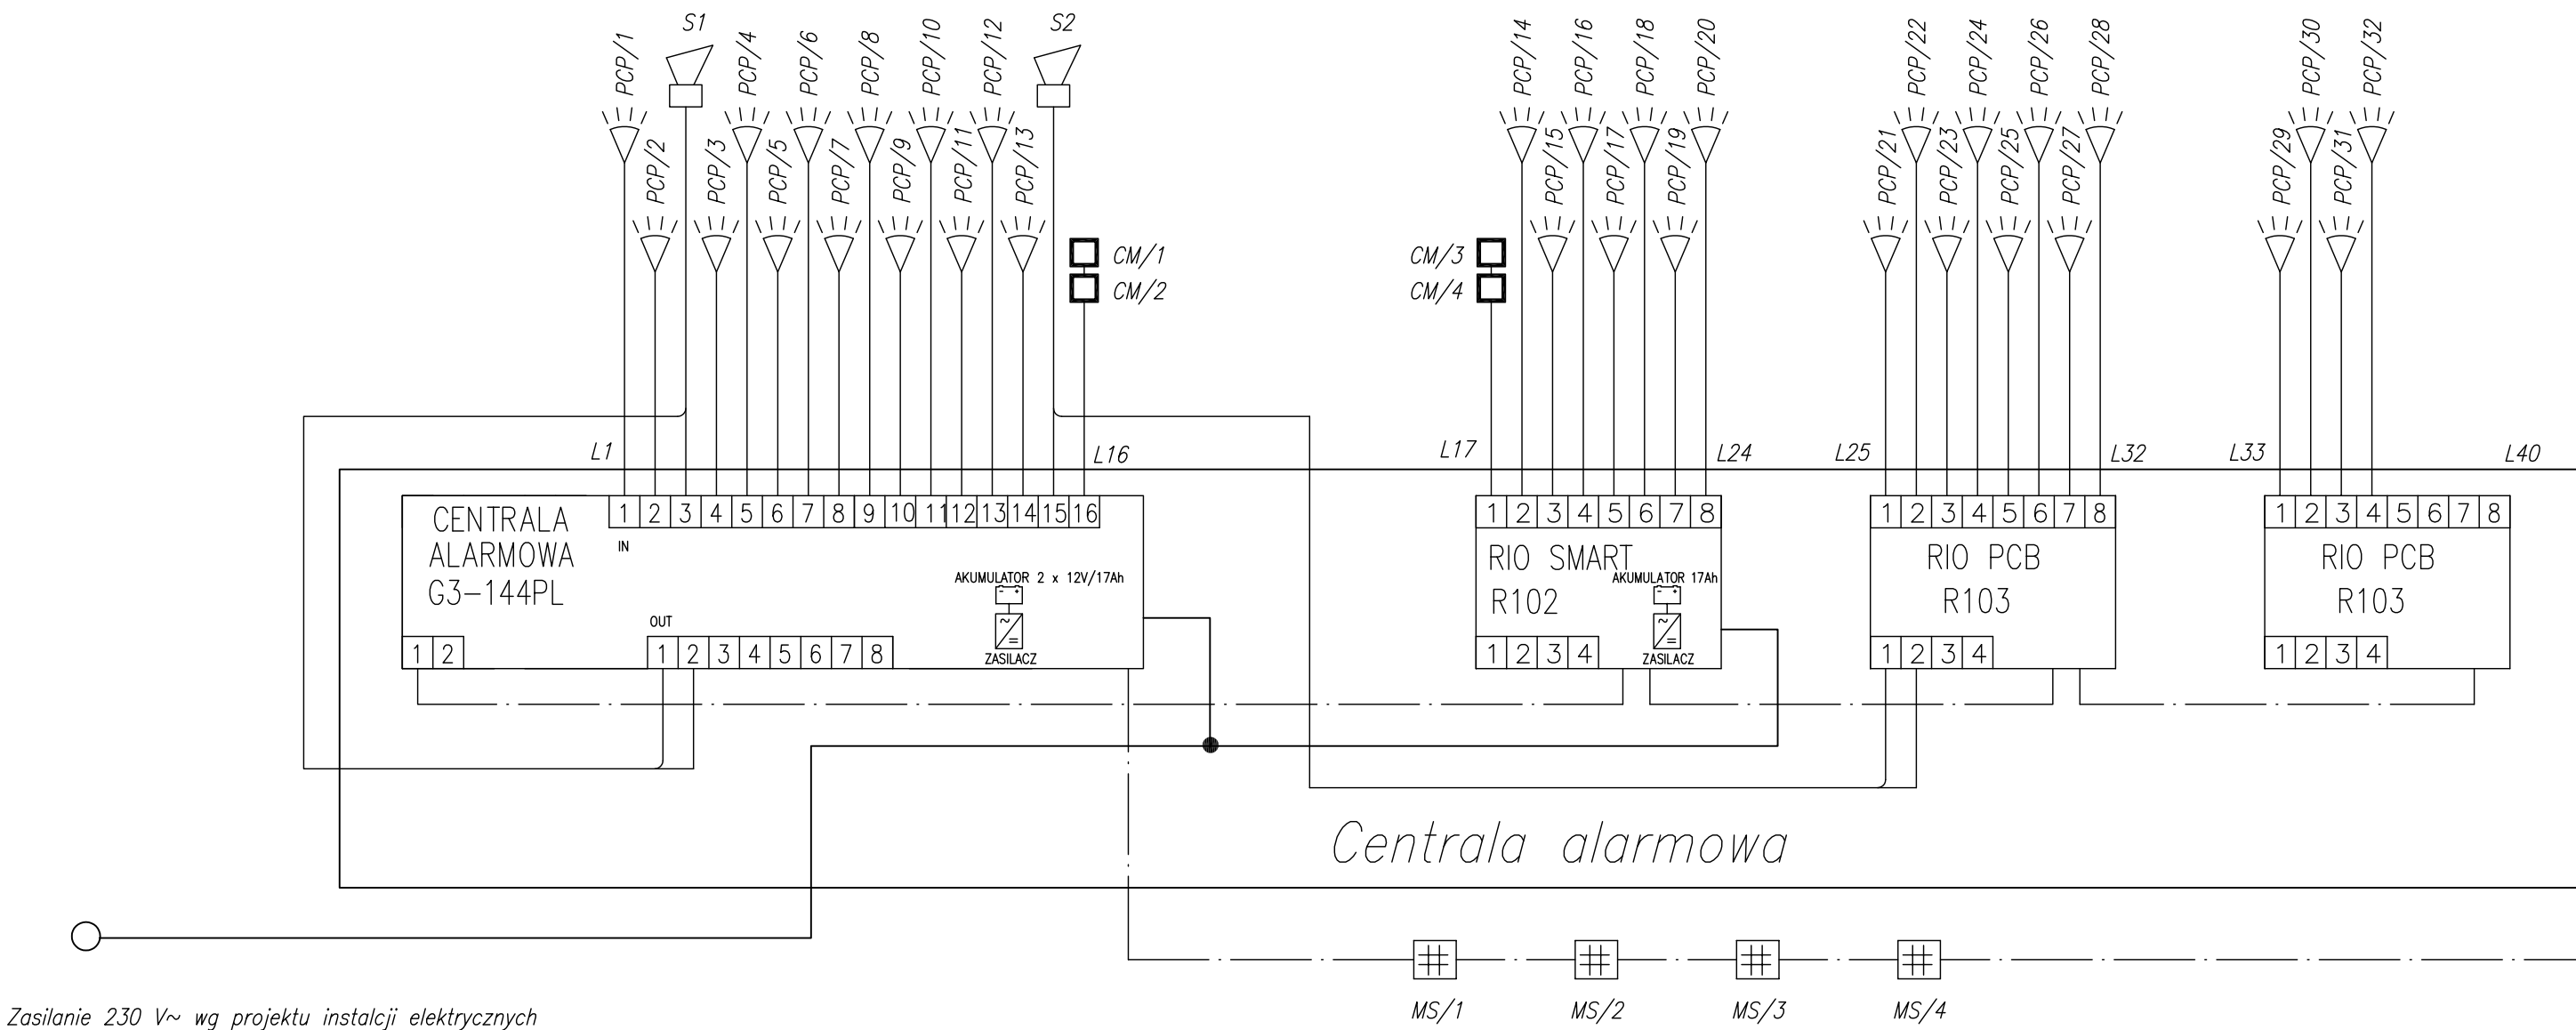 S1
S2
PCP/1
PCP/2
PCP/3
PCP/4
PCP/5
PCP/6
PCP/7
PCP/8
PCP/9
PCP/10
PCP/11
PCP/12
PCP/13
PCP/14
PCP/15
PCP/16
PCP/17
PCP/18
PCP/19
PCP/20
PCP/21
PCP/22
PCP/23
PCP/24
PCP/25
PCP/26
PCP/27
PCP/28
PCP/29
PCP/30
PCP/31
PCP/32
CM/1
CM/2
CM/3
CM/4
L1
L16
L17
L24
L25
L32
L33
L40
1 2 3 4 5 6 7 8 9 10 11 12 13 14 15 16
IN
CENTRALA
ALARMOWA
G3-144PL
AKUMULATOR 2 x 12V/17Ah
~
=
ZASILACZ
OUT
1 2
1 2 3 4 5 6 7 8
1 2 3 4 5 6 7 8
RIO SMART
R102
AKUMULATOR 17Ah
~
=
ZASILACZ
1 2 3 4
1 2 3 4 5 6 7 8
RIO PCB
R103
1 2 3 4
1 2 3 4 5 6 7 8
RIO PCB
R103
1 2 3 4
Centrala alarmowa
MS/1
MS/2
MS/3
MS/4
Zasilanie 230 V~ wg projektu instalcji elektrycznych